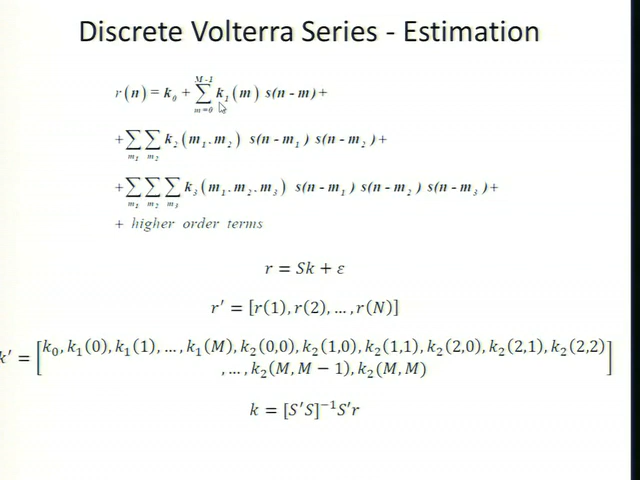 Discrete Volterra Series - Estimation
r(n) = k₀ + ∑_{m=0}^{M-1} k₁(m) s(n - m) +
+ ∑_{m₁} ∑_{m₂} k₂(m₁.m₂) s(n - m₁) s(n - m₂) +
+ ∑_{m₁} ∑_{m₂} ∑_{m₃} k₃(m₁.m₂.m₃) s(n - m₁) s(n - m₂) s(n - m₃) +
+ higher order terms
r = Sk + ε
r' = [r(1), r(2), ... , r(N)]
k' = [k₀, k₁(0), k₁(1), ... , k₁(M), k₂(0,0), k₂(1,0), k₂(1,1), k₂(2,0), k₂(2,1), k₂(2,2)
, ... , k₂(M, M − 1), k₂(M, M)]
k = [S'S]⁻¹S'r